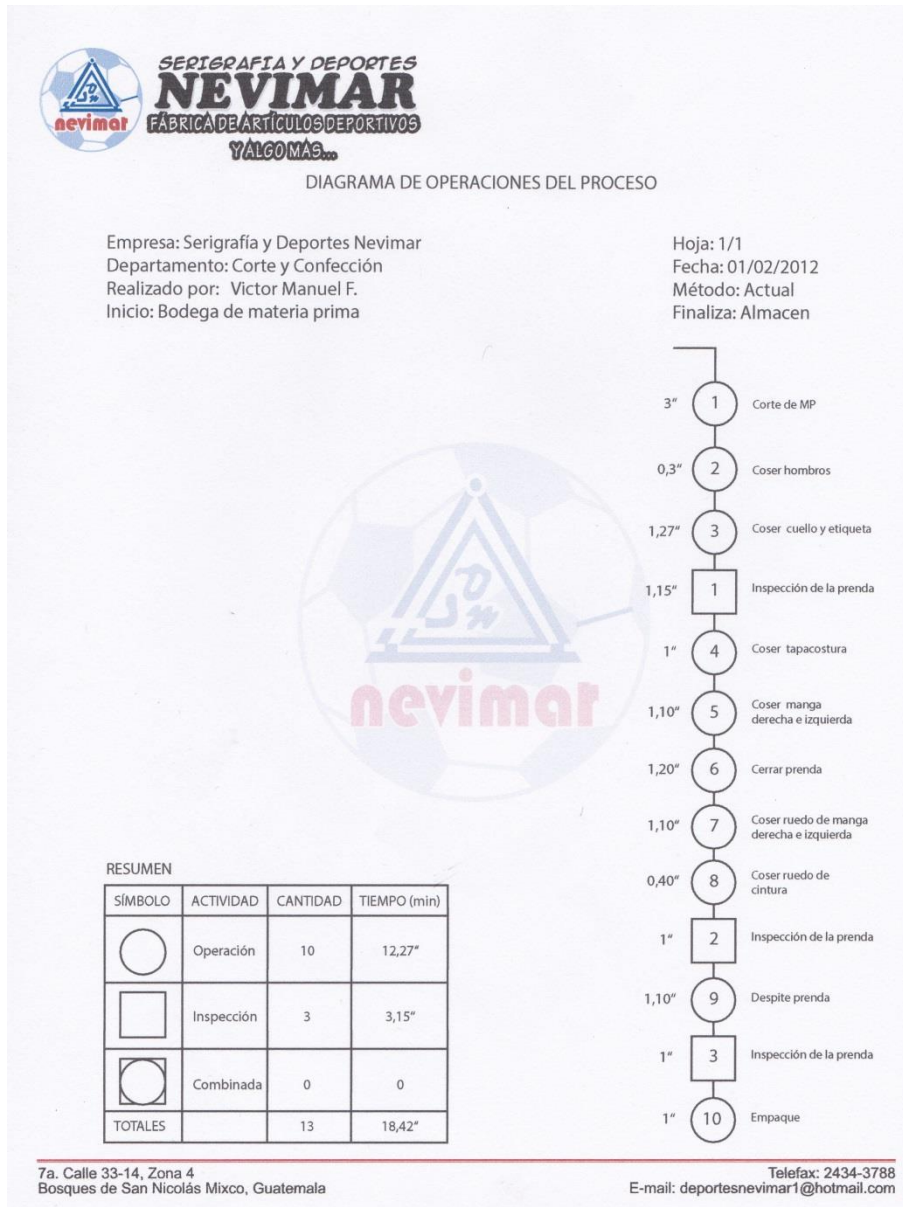 SERIGRAFÍA Y DEPORTES
NEVIMAR
FÁBRICA DE ARTÍCULOS DEPORTIVOS
Y ALGO MÁS...
nevimar
DIAGRAMA DE OPERACIONES DEL PROCESO
Empresa: Serigrafía y Deportes Nevimar
Departamento: Corte y Confección
Realizado por: Victor Manuel F.
Inicio: Bodega de materia prima
Hoja: 1/1
Fecha: 01/02/2012
Método: Actual
Finaliza: Almacen
3" 1 Corte de MP
0,3" 2 Coser hombros
1,27" 3 Coser cuello y etiqueta
1,15" 1 Inspección de la prenda
1" 4 Coser tapacostura
1,10" 5 Coser manga
derecha e izquierda
1,20" 6 Cerrar prenda
1,10" 7 Coser ruedo de manga
derecha e izquierda
0,40" 8 Coser ruedo de
cintura
1" 2 Inspección de la prenda
1,10" 9 Despite prenda
1" 3 Inspección de la prenda
1" 10 Empaque
nevimar
RESUMEN
SÍMBOLO ACTIVIDAD CANTIDAD TIEMPO (min)
Operación 10 12,27"
Inspección 3 3,15"
Combinada 0 0
TOTALES 13 18,42"
7a. Calle 33-14, Zona 4
Bosques de San Nicolás Mixco, Guatemala
Telefax: 2434-3788
E-mail: deportesnevimar1@hotmail.com